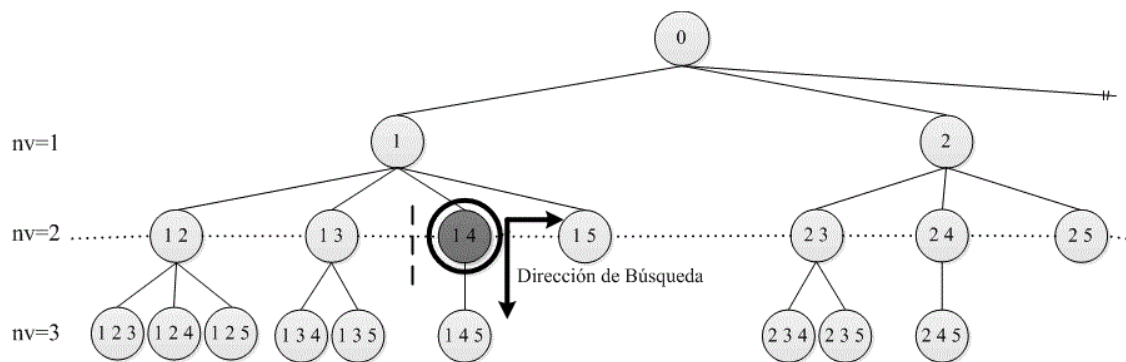 0
nv=1 1 2
nv=2 1 2 1 3 1 4 1 5 2 3 2 4 2 5
Dirección de Búsqueda
nv=3 1 2 3 1 2 4 1 2 5 1 3 4 1 3 5 1 4 5 2 3 4 2 3 5 2 4 5